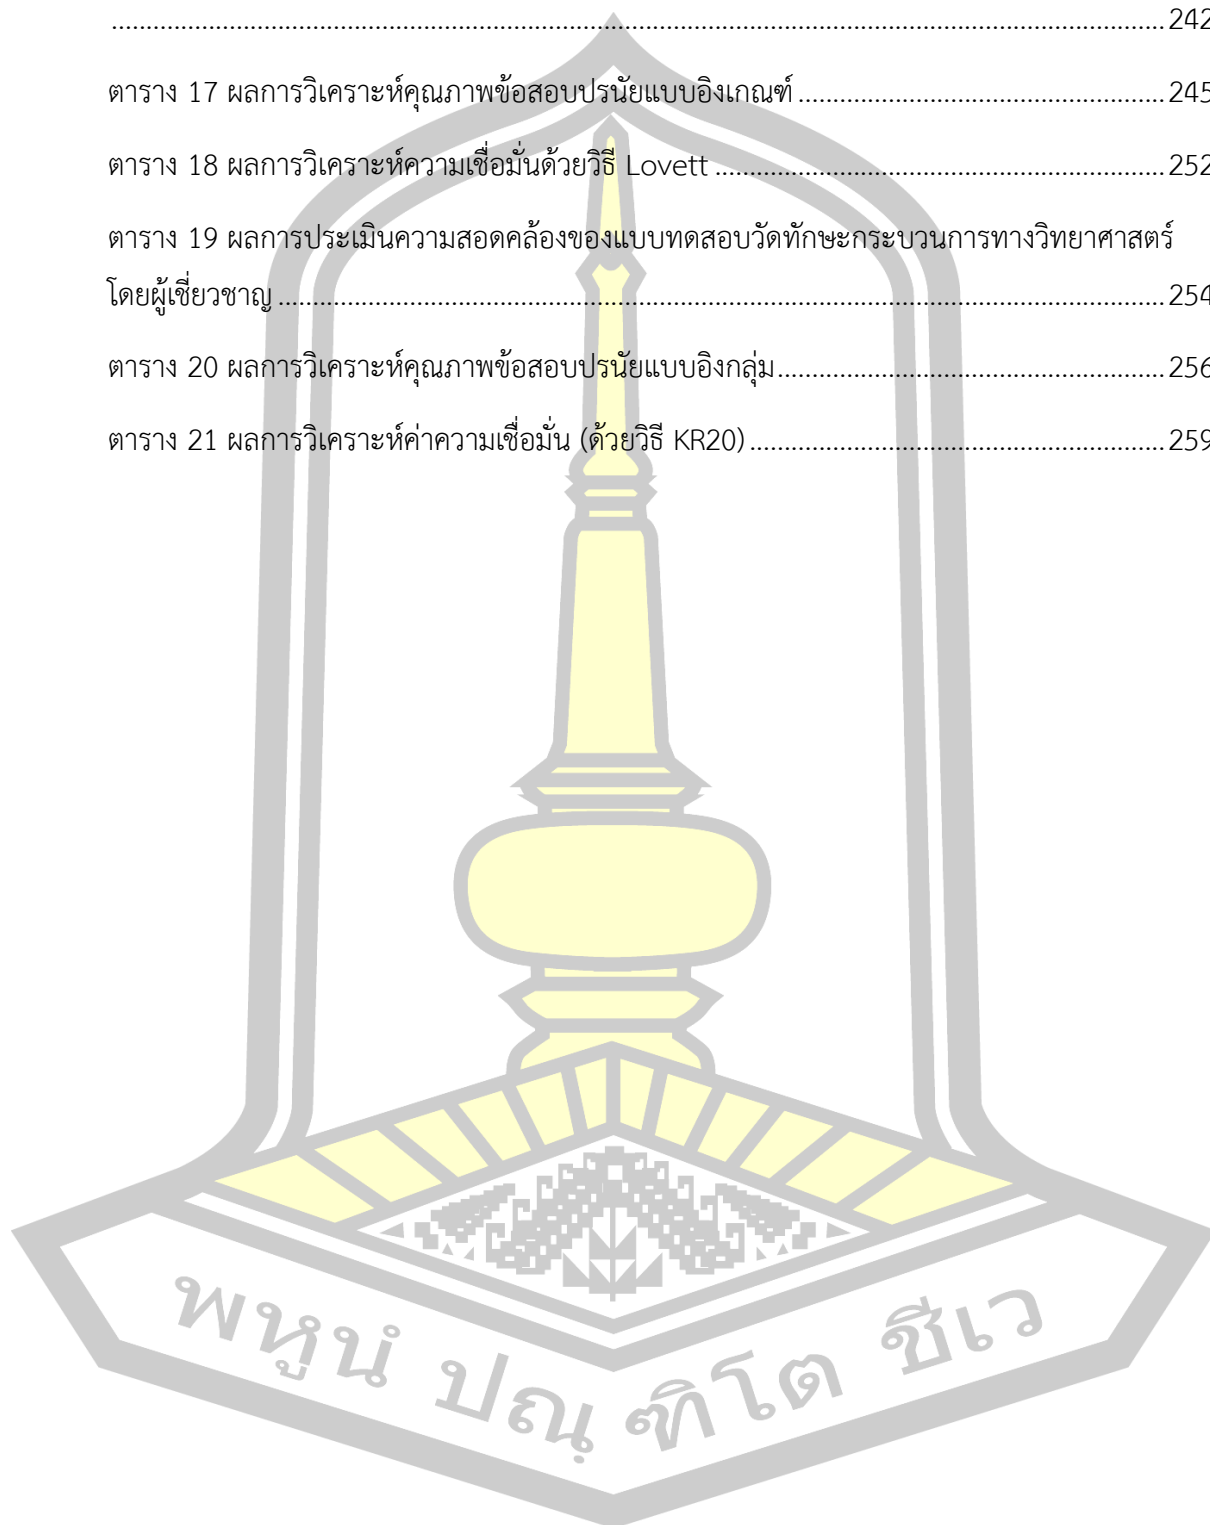 ........................................................................................................................................................................242
ตาราง 17 ผลการวิเคราะห์คุณภาพข้อสอบปรนัยแบบอิงเกณฑ์ ........................................................245
ตาราง 18 ผลการวิเคราะห์ความเชื่อมั่นด้วยวิธี Lovett .....................................................................252
ตาราง 19 ผลการประเมินความสอดคล้องของแบบทดสอบวัดทักษะกระบวนการทางวิทยาศาสตร์
โดยผู้เชี่ยวชาญ ..........................................................................................................................................254
ตาราง 20 ผลการวิเคราะห์คุณภาพข้อสอบปรนัยแบบอิงกลุ่ม...........................................................256
ตาราง 21 ผลการวิเคราะห์ค่าความเชื่อมั่น (ด้วยวิธี KR20) ...............................................................259
พหูนํ ปณฺฑิโต ชีเว